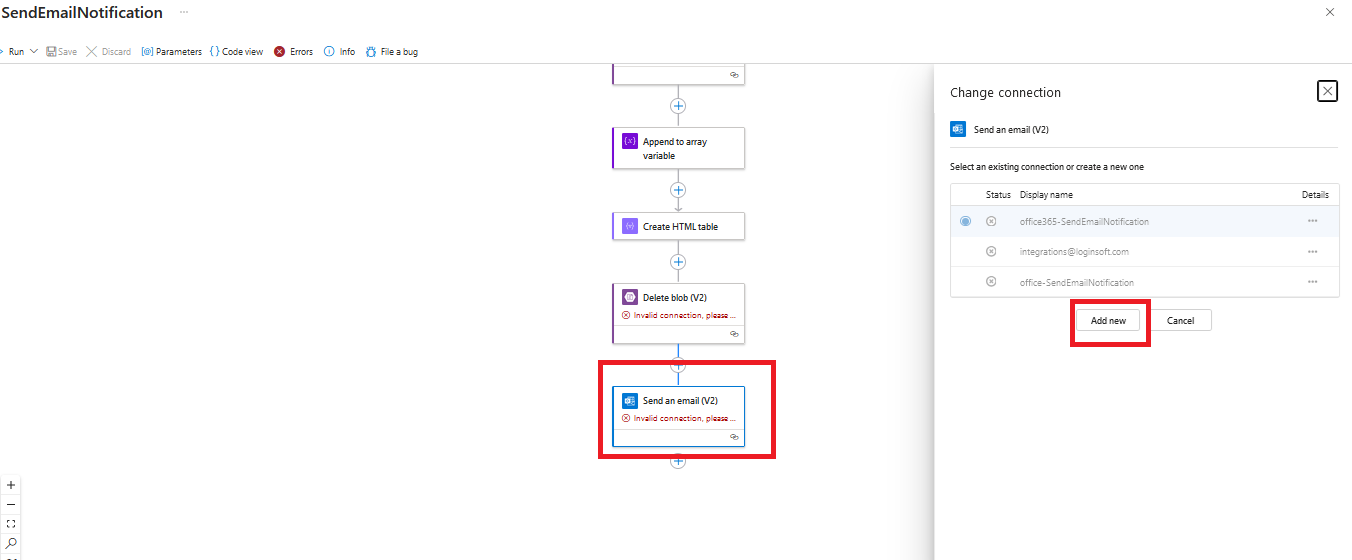 SendEmailNotification ...
Run Save Discard [@] Parameters {} Code view Errors Info File a bug
Append to array
variable
Create HTML table
Delete blob (V2)
Invalid connection, please ...
Send an email (V2)
Invalid connection, please ...
Change connection
Send an email (V2)
Select an existing connection or create a new one
Status Display name Details
office365-SendEmailNotification ...
integrations@loginsoft.com ...
office-SendEmailNotification ...
Add new Cancel